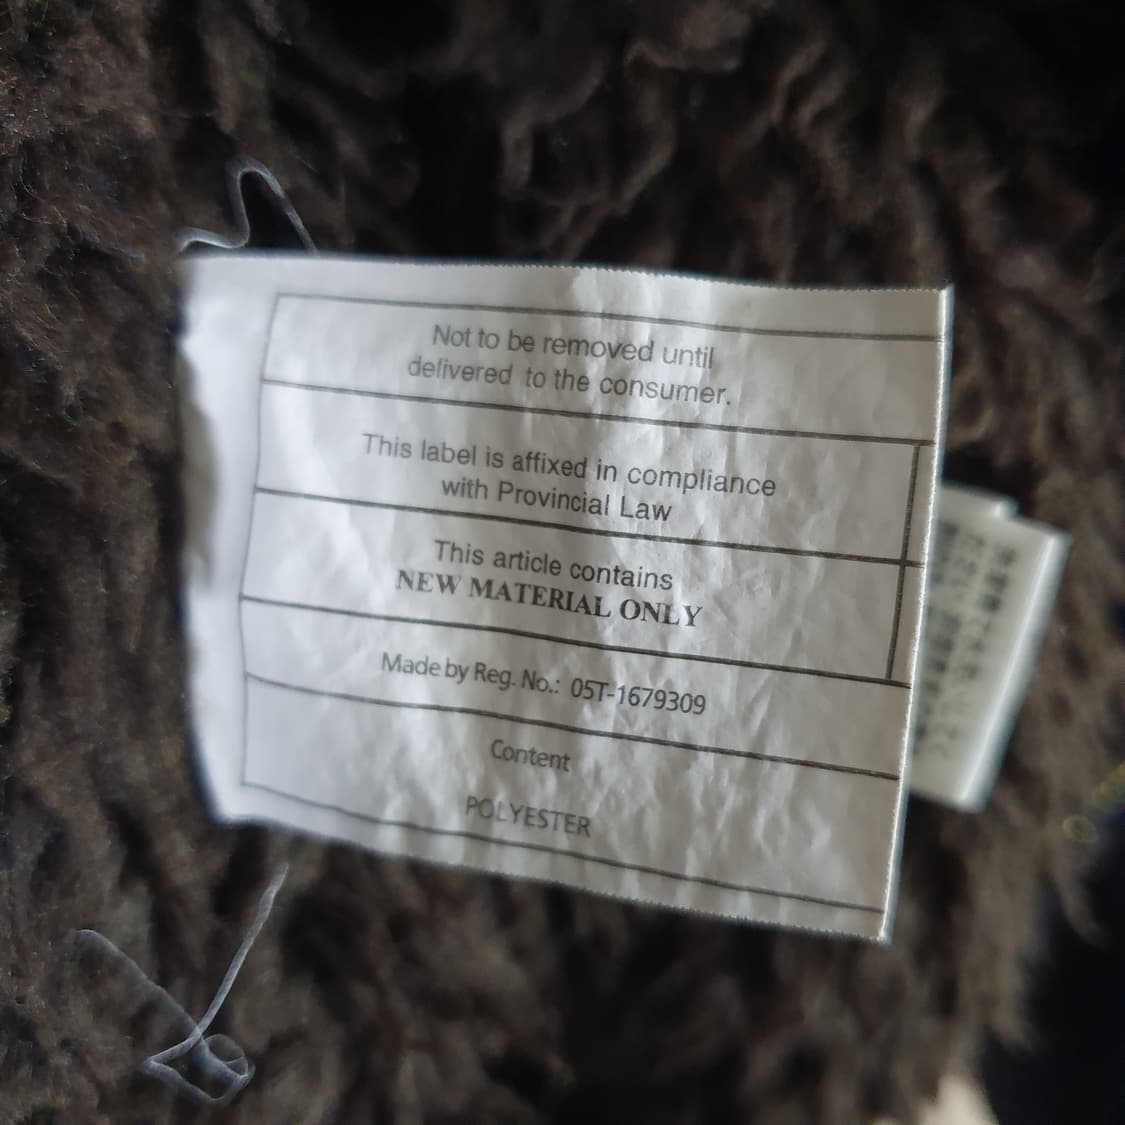 Not to be removed until
delivered to the consumer.
This label is affixed in compliance
with Provincial Law
This article contains
NEW MATERIAL ONLY
Made by Reg. No.: 05T-1679309
Content
POLYESTER